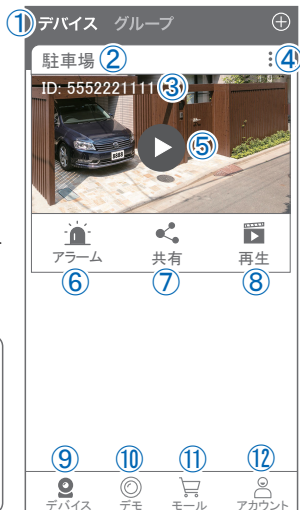 ① デバイス グループ ⊕
駐車場 ② ④
ID: 5552221111 ③
⑤
アラーム 共有 再生
⑥ ⑦ ⑧
⑨ ⑩ ⑪ ⑫
デバイス デモ モール アカウント